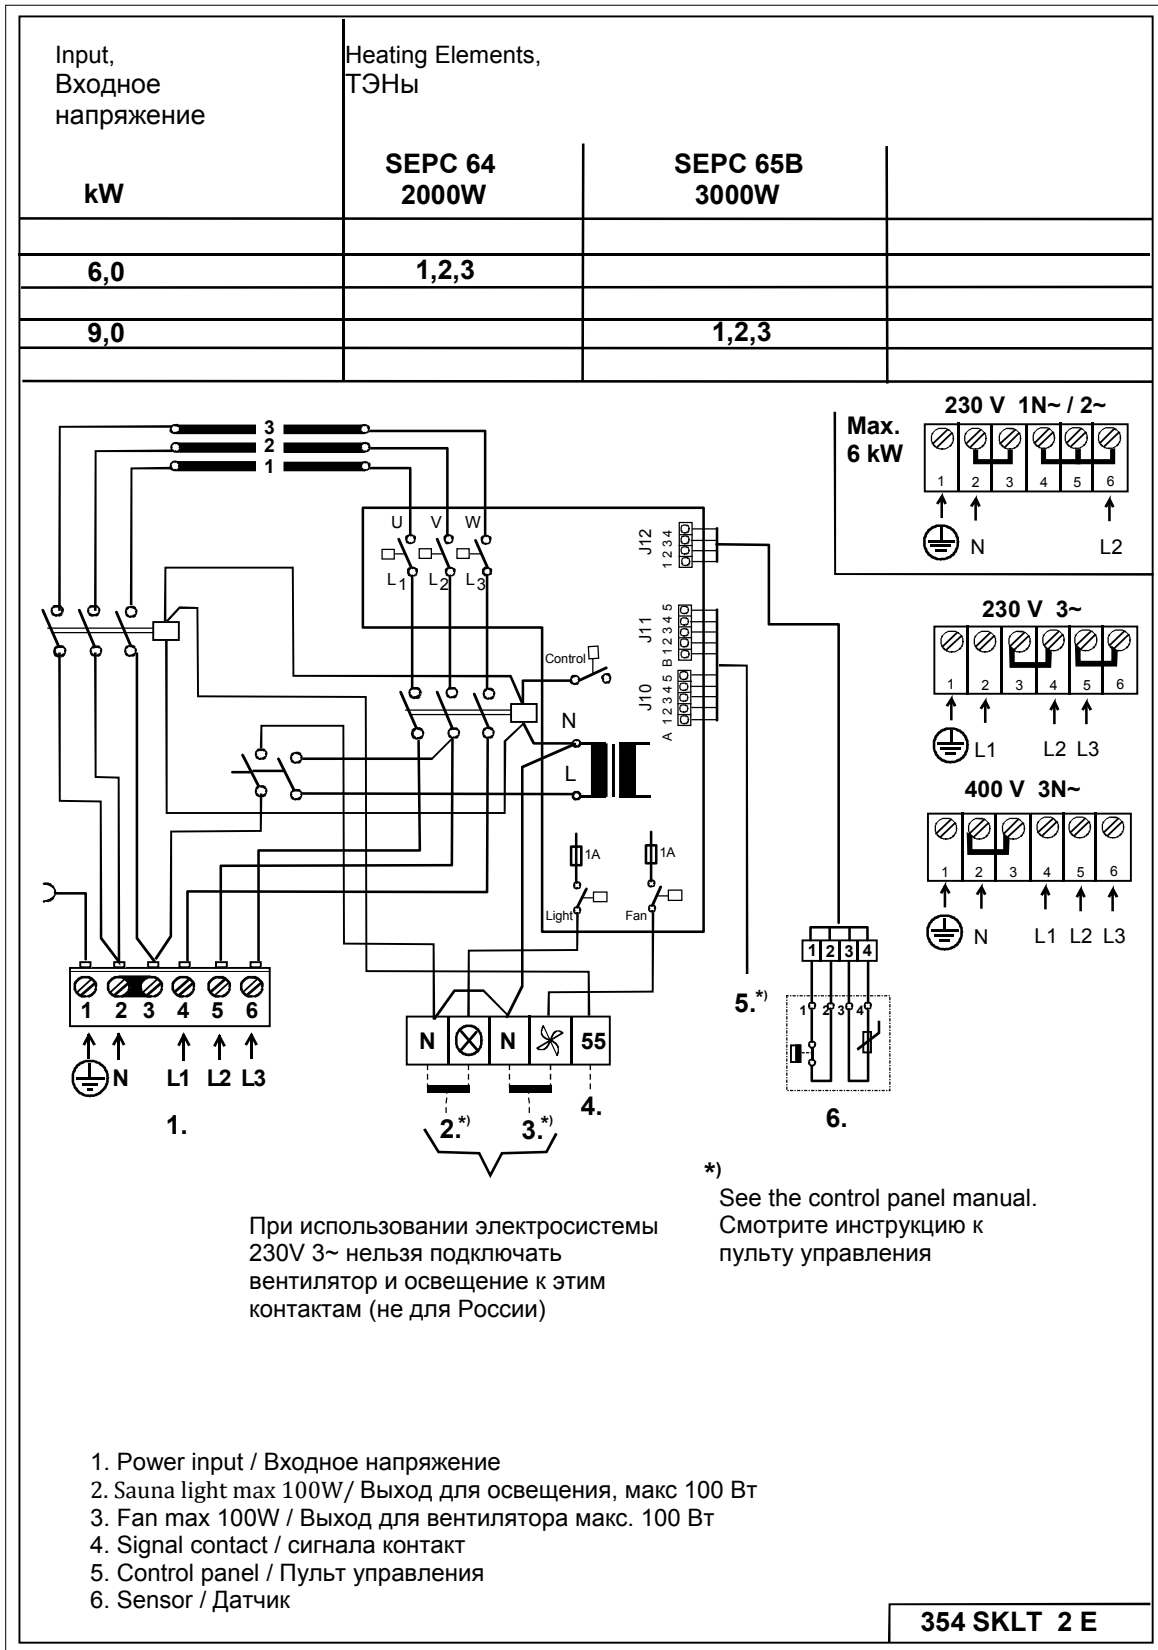 Input,
Входное
напряжение
Heating Elements,
ТЭНы
kW
SEPC 64
2000W
SEPC 65B
3000W
6,0 1,2,3
9,0 1,2,3
3
2
1
U V W
L1 L2 L3
J12
1 2 3 4
J11
B 1 2 3 4 5
J10
A 1 2 3 4 5
Control
N
L
1A 1A
Light Fan
1 2 3 4 5 6
N L1 L2 L3
1.
N N 55
2.*) 3.*) 4.
5.*)
1 2 3 4
1 2 3 4
6.
Max.
6 kW
230 V 1N~ / 2~
1 2 3 4 5 6
N L2
230 V 3~
1 2 3 4 5 6
L1 L2 L3
400 V 3N~
1 2 3 4 5 6
N L1 L2 L3
При использовании электросистемы
230V 3~ нельзя подключать
вентилятор и освещение к этим
контактам (не для России)
*)
See the control panel manual.
Смотрите инструкцию к
пульту управления
1. Power input / Входное напряжение
2. Sauna light max 100W/ Выход для освещения, макс 100 Вт
3. Fan max 100W / Выход для вентилятора макс. 100 Вт
4. Signal contact / сигнала контакт
5. Control panel / Пульт управления
6. Sensor / Датчик
354 SKLT 2 E